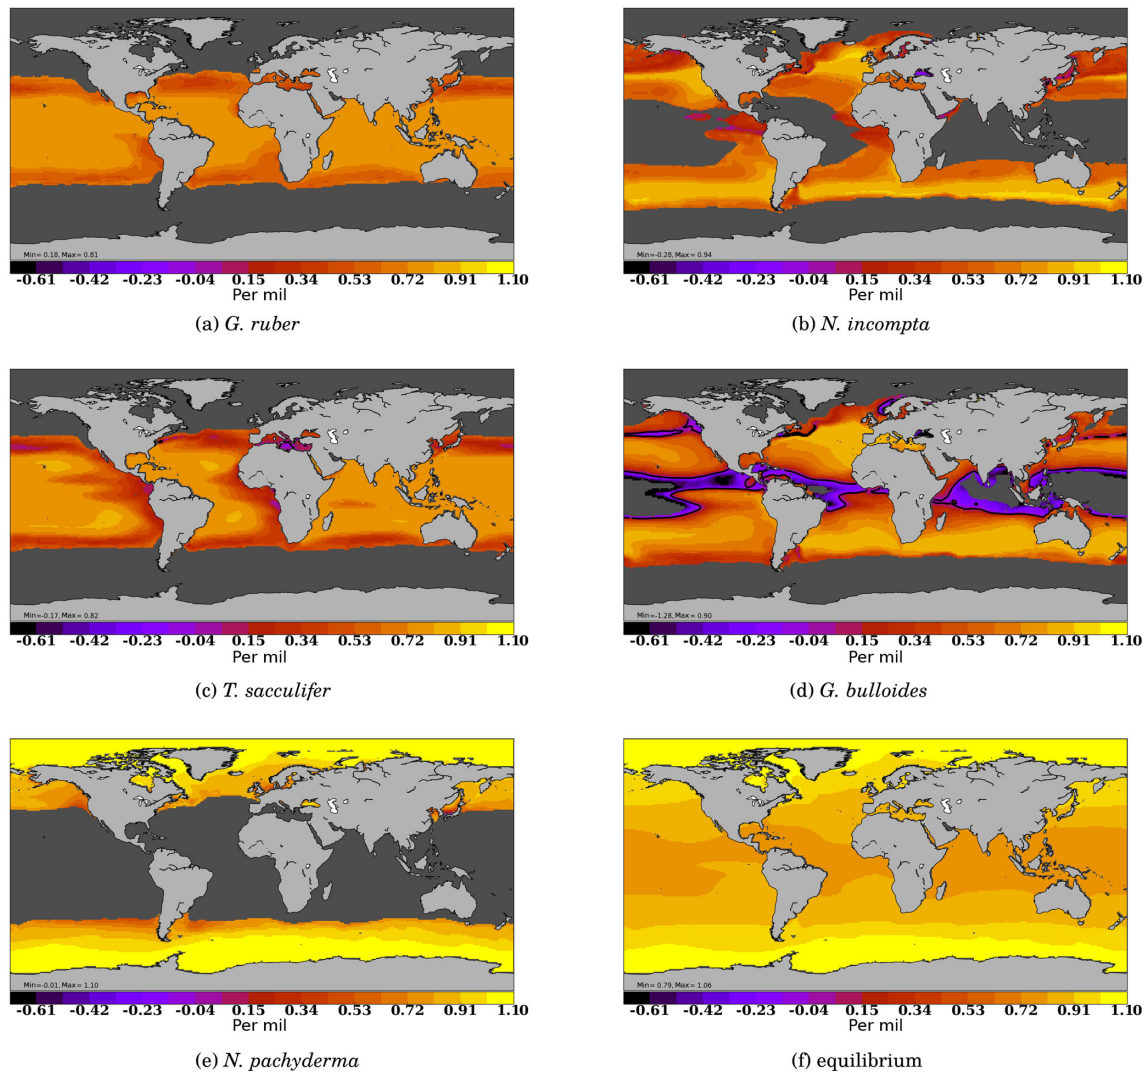 Min= 0.18, Max= 0.81
-0.61 -0.42 -0.23 -0.04 0.15 0.34 0.53 0.72 0.91 1.10
Per mil
(a) G. ruber
Min=-0.28, Max= 0.94
-0.61 -0.42 -0.23 -0.04 0.15 0.34 0.53 0.72 0.91 1.10
Per mil
(b) N. incompta
Min=-0.17, Max= 0.82
-0.61 -0.42 -0.23 -0.04 0.15 0.34 0.53 0.72 0.91 1.10
Per mil
(c) T. sacculifer
Min=-1.28, Max= 0.90
-0.61 -0.42 -0.23 -0.04 0.15 0.34 0.53 0.72 0.91 1.10
Per mil
(d) G. bulloides
Min=-0.01, Max= 1.10
-0.61 -0.42 -0.23 -0.04 0.15 0.34 0.53 0.72 0.91 1.10
Per mil
(e) N. pachyderma
Min= 0.79, Max= 1.06
-0.61 -0.42 -0.23 -0.04 0.15 0.34 0.53 0.72 0.91 1.10
Per mil
(f) equilibrium